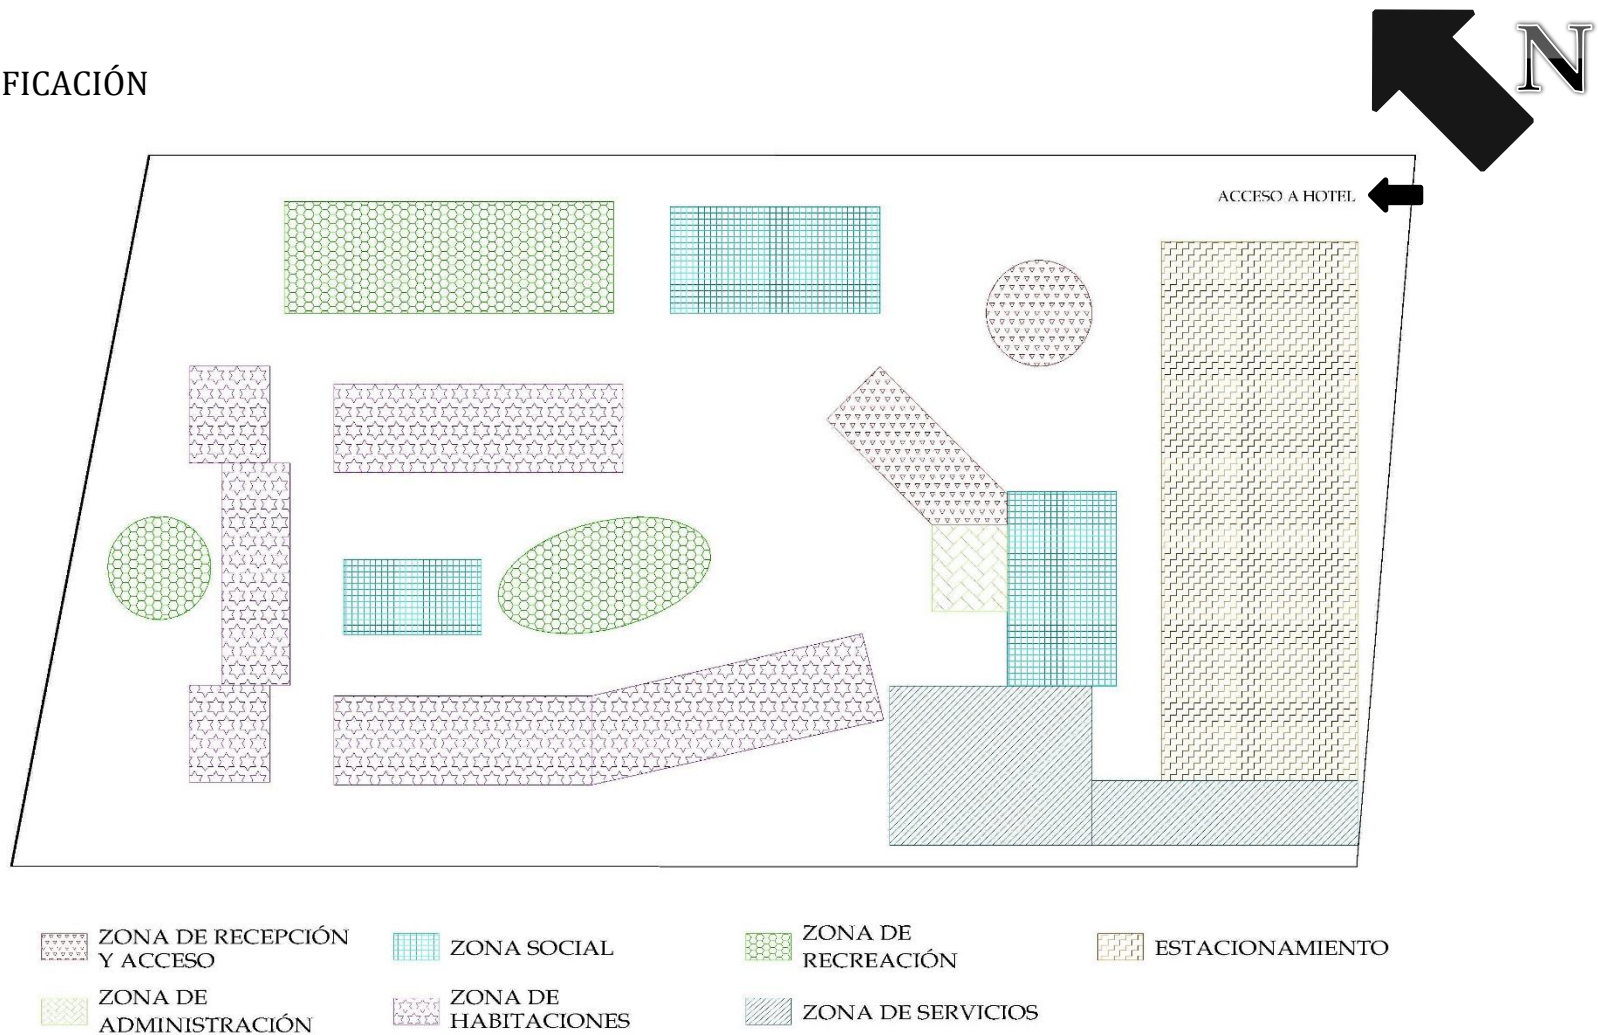 N
FICACIÓN
ACCESO A HOTEL
ZONA DE RECEPCIÓN
Y ACCESO
ZONA SOCIAL
ZONA DE
RECREACIÓN
ESTACIONAMIENTO
ZONA DE
ADMINISTRACIÓN
ZONA DE
HABITACIONES
ZONA DE SERVICIOS